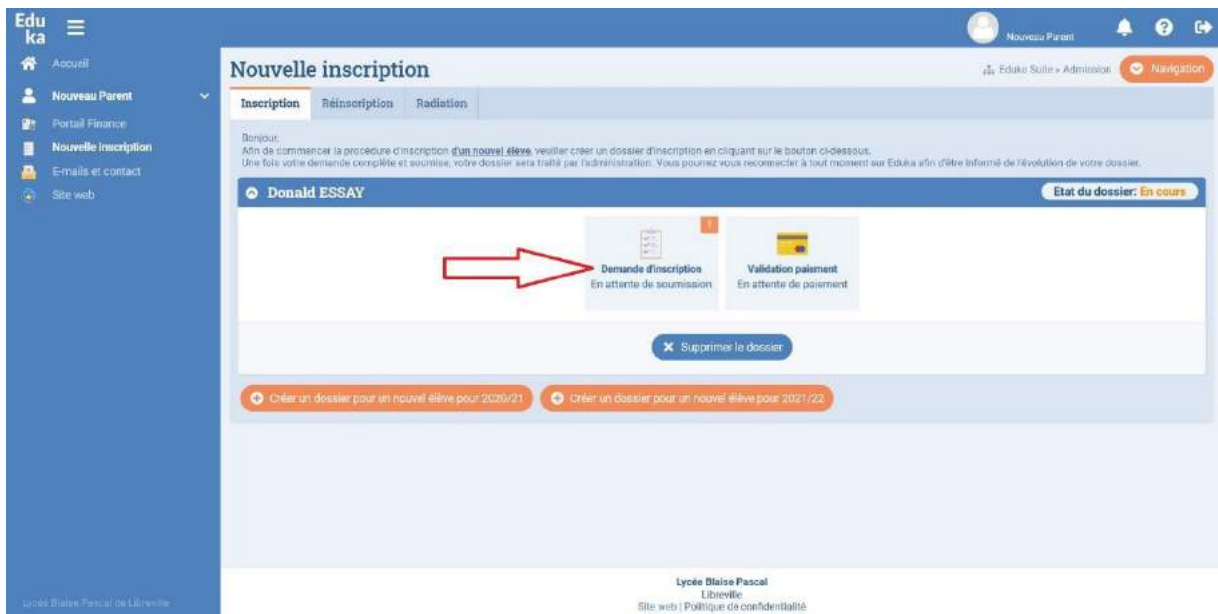 Edu
ka
Nouveau Parent
Accueil
Nouveau Parent
Portail Finance
Nouvelle inscription
E-mails et contact
Site web
Nouvelle inscription
Eduka Suite » Admission
Navigation
Inscription Réinscription Radiation
Bonjour,
Afin de commencer la procédure d'inscription d'un nouvel élève, veuiller créer un dossier d'inscription en cliquant sur le bouton ci-dessous.
Une fois votre demande complète et soumise, votre dossier sera traité par l'administration. Vous pourrez vous reconnecter à tout moment sur Eduka afin d'être informé de l'évolution de votre dossier.
Donald ESSAY
Etat du dossier: En cours
Demande d'inscription
En attente de soumission
Validation paiement
En attente de paiement
Supprimer le dossier
Créer un dossier pour un nouvel élève pour 2020/21
Créer un dossier pour un nouvel élève pour 2021/22
Lycée Blaise Pascal de Libreville
Lycée Blaise Pascal
Libreville
Site web | Politique de confidentialité